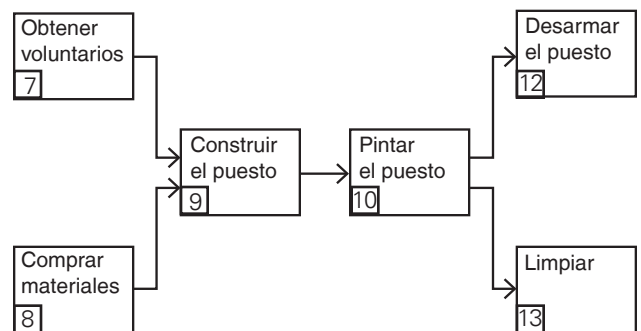 Obtener
voluntarios
7
Comprar
materiales
8
Construir
el puesto
9
Pintar
el puesto
10
Desarmar
el puesto
12
Limpiar
13